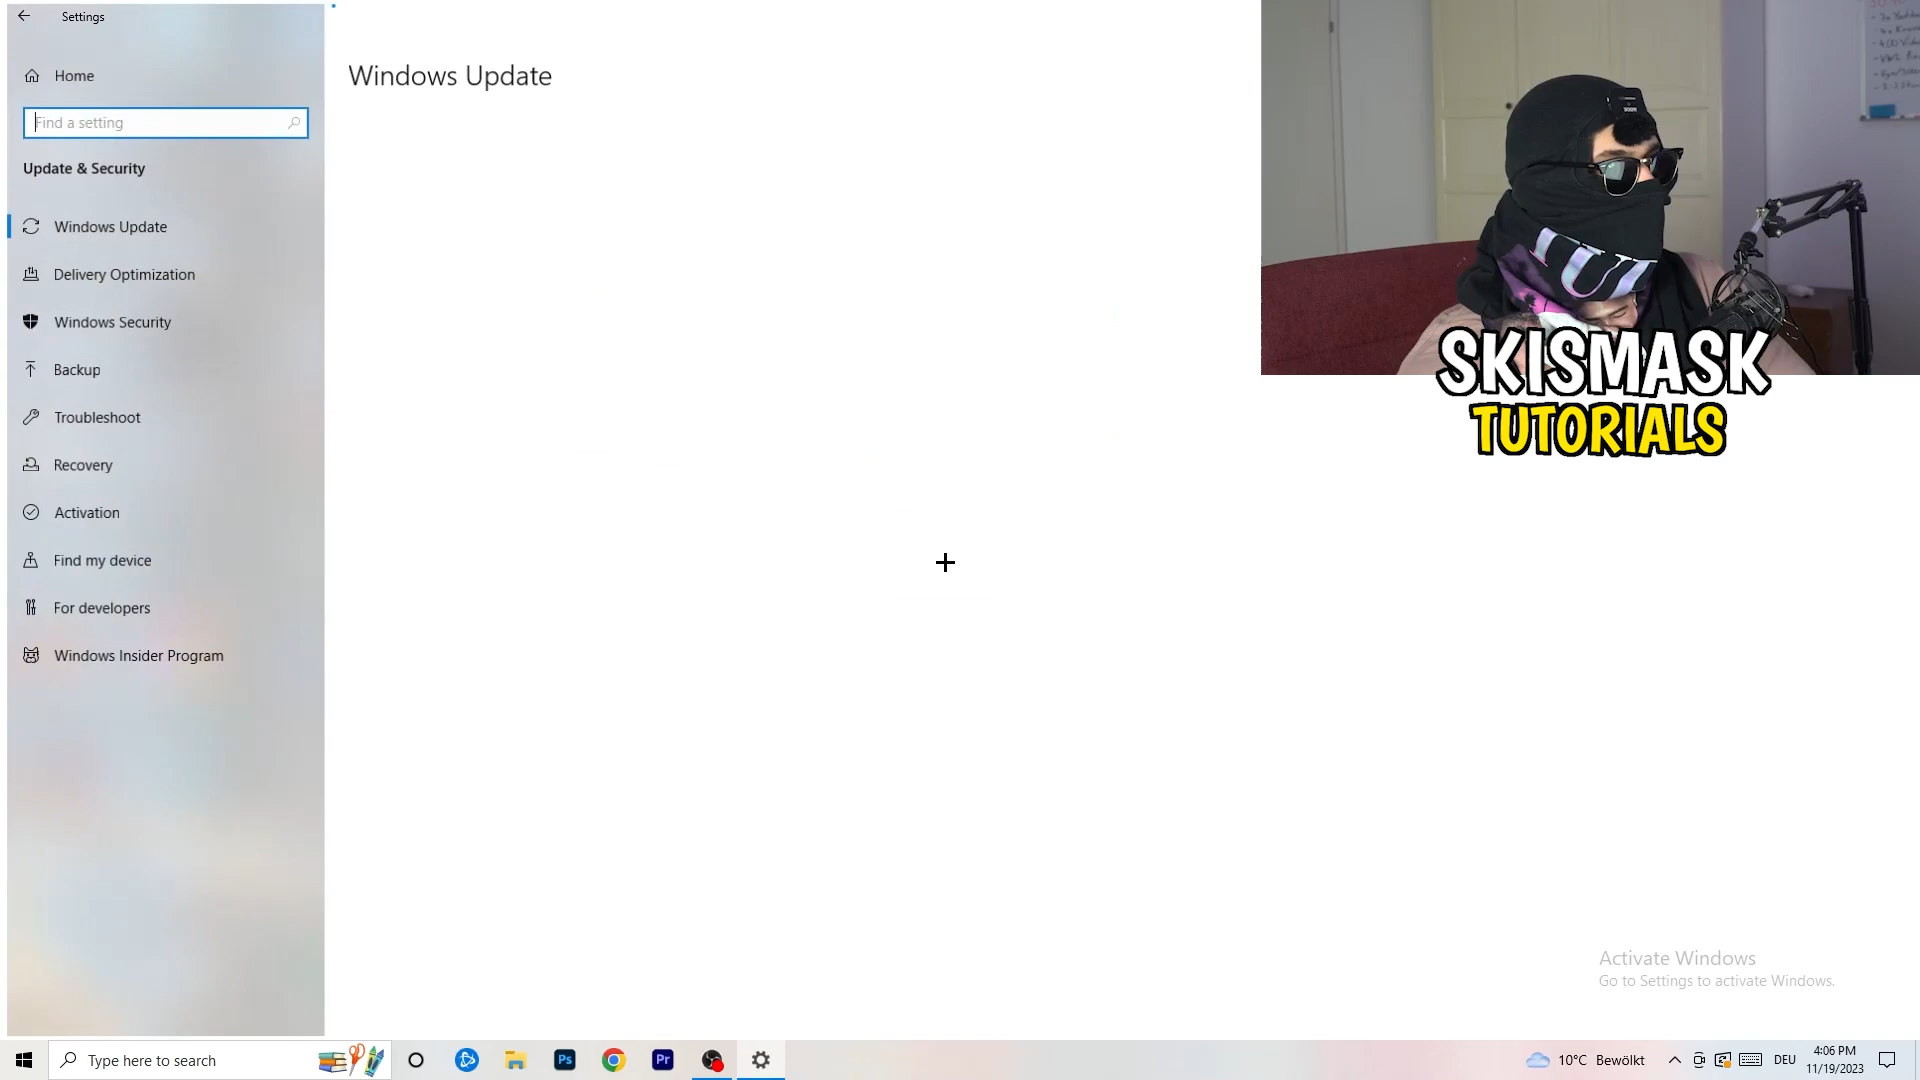 Settings
Home
Find a setting
Update & Security
Windows Update
Delivery Optimization
Windows Security
Backup
Troubleshoot
Recovery
Activation
Find my device
For developers
Windows Insider Program
Windows Update
SKISMASK
TUTORIALS
Activate Windows
Go to Settings to activate Windows.
Type here to search
Ps
Pr
10°C Bewölkt
DEU
4:06 PM
11/19/2023